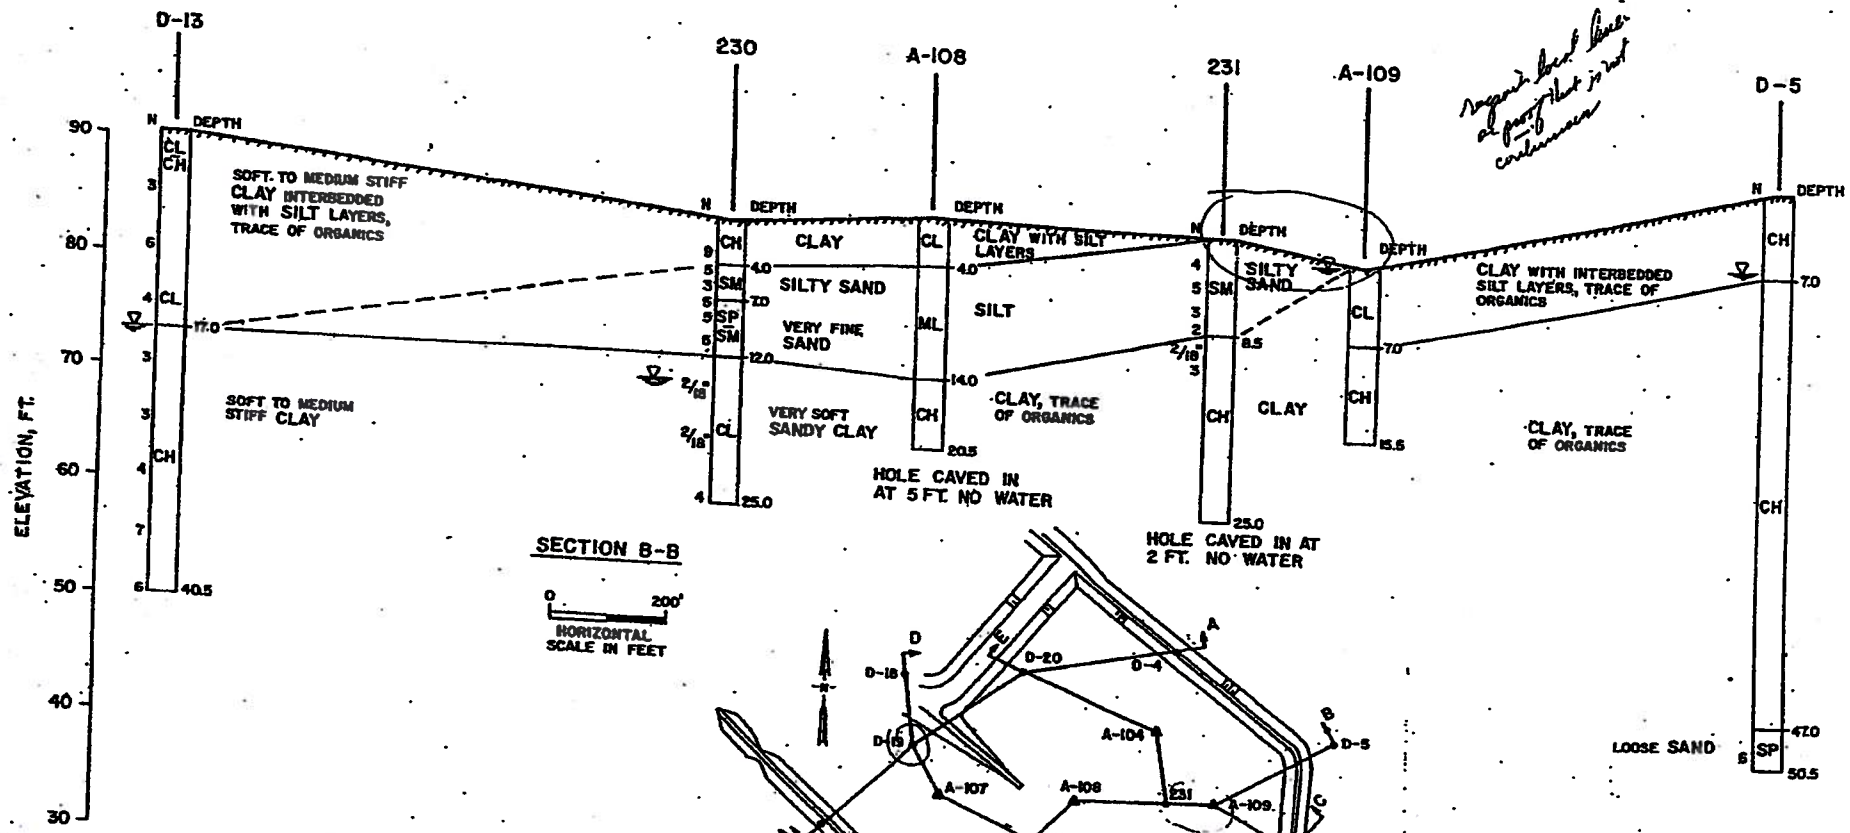 D-13
230
A-108
231
A-109
D-5
N DEPTH
N DEPTH
DEPTH
N DEPTH
DEPTH
N DEPTH
ELEVATION, FT.
90
80
70
60
50
40
30
CL
CH
3
6
4
CL
17.0
3
3
CH
4
7
6
40.5
SOFT TO MEDIUM STIFF
CLAY INTERBEDDED
WITH SILT LAYERS,
TRACE OF ORGANICS
SOFT TO MEDIUM
STIFF CLAY
CH
9
5
4.0
3
SM
5
7.0
5
SP
SM
12.0
2/18"
2/18"
CL
4
25.0
CLAY
SILTY SAND
VERY FINE
SAND
VERY SOFT
SANDY CLAY
CL
4.0
ML
14.0
CH
20.5
HOLE CAVED IN
AT 5 FT. NO WATER
CLAY WITH SILT
LAYERS
SILT
CLAY, TRACE
OF ORGANICS
4
5
SM
3
2
8.5
2/18"
3
CH
25.0
HOLE CAVED IN AT
2 FT. NO WATER
SILTY
SAND
CLAY
CL
7.0
CH
15.5
CLAY WITH INTERBEDDED
SILT LAYERS, TRACE OF
ORGANICS
CLAY, TRACE
OF ORGANICS
CH
7.0
CH
47.0
LOOSE SAND
SP
50.5
SECTION B-B
0 200'
HORIZONTAL
SCALE IN FEET
N
D
D-18
E
D-20
D-4
A
D-19
A-104
B
D-5
A-107
A-108
231
A-109
C